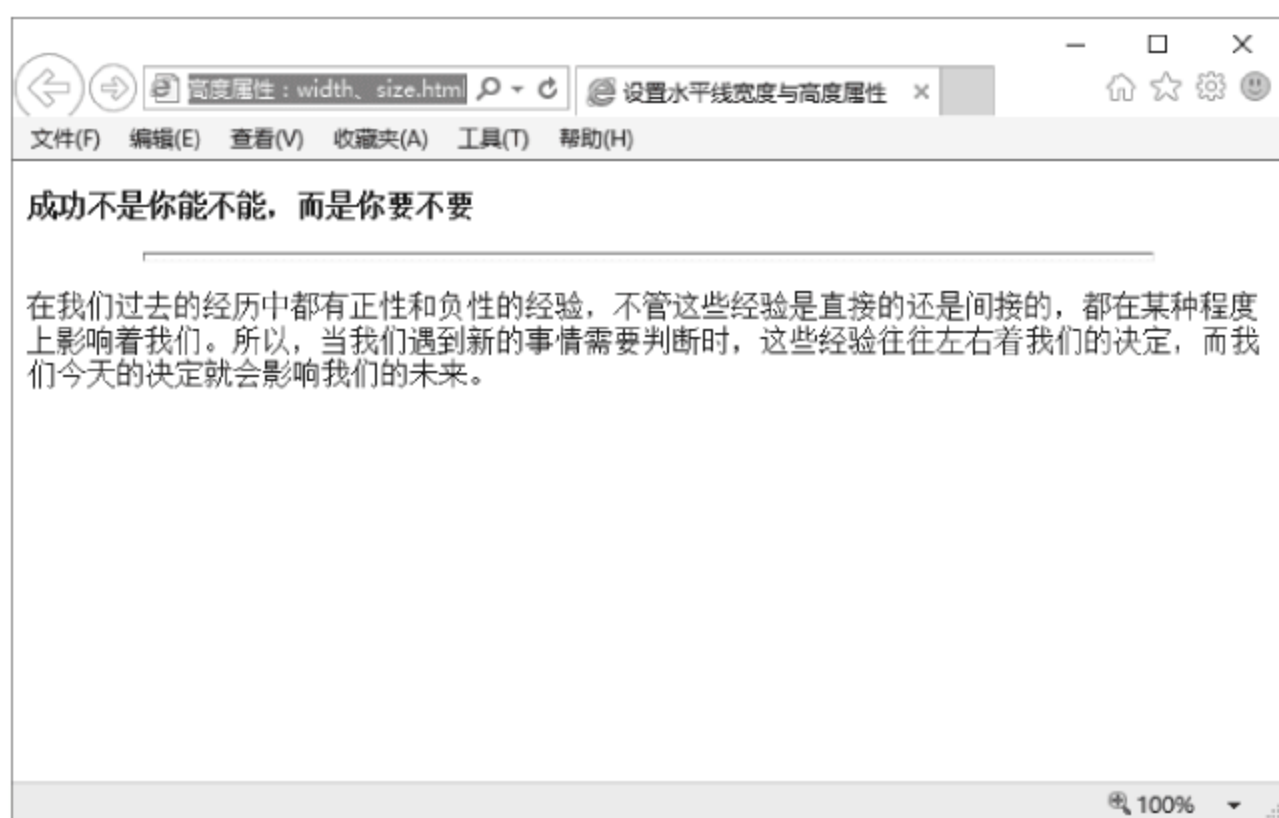 高度属性：width、size.html
设置水平线宽度与高度属性
文件(F) 编辑(E) 查看(V) 收藏夹(A) 工具(T) 帮助(H)
成功不是你能不能，而是你要不要
在我们过去的经历中都有正性和负性的经验，不管这些经验是直接的还是间接的，都在某种程度
上影响着我们。所以，当我们遇到新的事情需要判断时，这些经验往往左右着我们的决定，而我
们今天的决定就会影响我们的未来。
100%